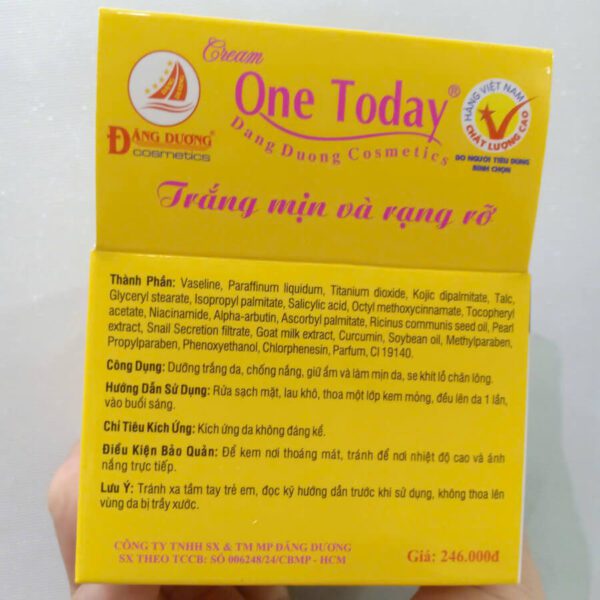 Cream
One Today®
Dang Duong Cosmetics
ĐĂNG DƯƠNG®
cosmetics
HÀNG VIỆT NAM
CHẤT LƯỢNG CAO
DO NGƯỜI TIÊU DÙNG
BÌNH CHỌN
Trắng mịn và rạng rỡ
Thành Phần: Vaseline, Paraffinum liquidum, Titanium dioxide, Kojic dipalmitate, Talc,
Glyceryl stearate, Isopropyl palmitate, Salicylic acid, Octyl methoxycinnamate, Tocopheryl
acetate, Niacinamide, Alpha-arbutin, Ascorbyl palmitate, Ricinus communis seed oil, Pearl
extract, Snail Secretion filtrate, Goat milk extract, Curcumin, Soybean oil, Methylparaben,
Propylparaben, Phenoxyethanol, Chlorphenesin, Parfum, CI 19140.
Công Dụng: Dưỡng trắng da, chống nắng, giữ ẩm và làm mịn da, se khít lỗ chân lông.
Hướng Dẫn Sử Dụng: Rửa sạch mặt, lau khô, thoa một lớp kem mỏng, đều lên da 1 lần,
vào buổi sáng.
Chỉ Tiêu Kích Ứng: Kích ứng da không đáng kể.
Điều Kiện Bảo Quản: Để kem nơi thoáng mát, tránh để nơi nhiệt độ cao và ánh
nắng trực tiếp.
Lưu Ý: Tránh xa tầm tay trẻ em, đọc kỹ hướng dẫn trước khi sử dụng, không thoa lên
vùng da bị trầy xước.
CÔNG TY TNHH SX & TM MP ĐĂNG DƯƠNG
SX THEO TCCB: SỐ 006248/24/CBMP - HCM
Giá: 246.000đ